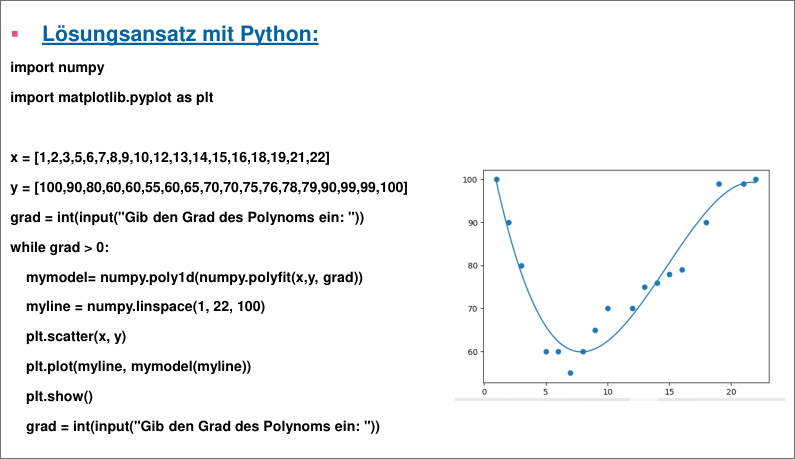 Lösungsansatz mit Python:
import numpy
import matplotlib.pyplot as plt
x = [1,2,3,5,6,7,8,9,10,12,13,14,15,16,18,19,21,22]
y = [100,90,80,60,60,55,60,65,70,70,75,76,78,79,90,99,99,100]
grad = int(input("Gib den Grad des Polynoms ein: "))
while grad > 0:
    mymodel= numpy.poly1d(numpy.polyfit(x,y, grad))
    myline = numpy.linspace(1, 22, 100)
    plt.scatter(x, y)
    plt.plot(myline, mymodel(myline))
    plt.show()
    grad = int(input("Gib den Grad des Polynoms ein: "))
100
90
80
70
60
0 5 10 15 20